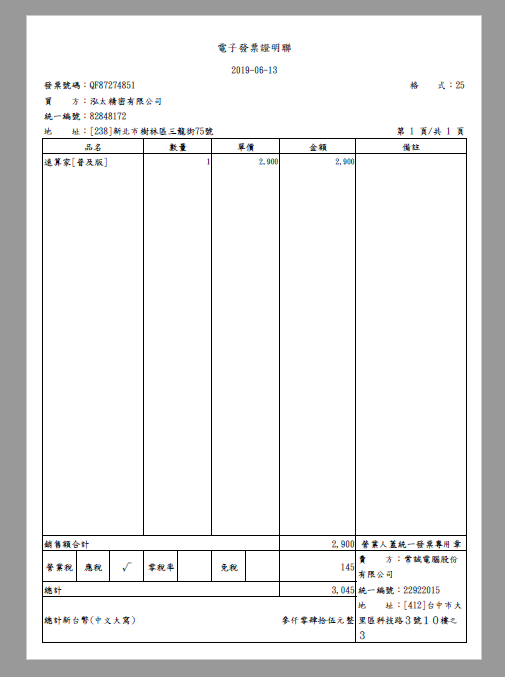 電子發票證明聯
2019-06-13
發票號碼：QF87274851
格　　式：25
買　　方：泓太精密有限公司
統一編號：82848172
地　　址：[238]新北市樹林區三龍街75號
第 1 頁/共 1 頁
品名 數量 單價 金額 備註
速算家[普及版] 1 2,900 2,900
銷售額合計 2,900 營業人蓋統一發票專用章
營業稅 應稅 √ 零稅率 免稅 145
總計 3,045
總計新台幣(中文大寫) 參仟零肆拾伍元整
賣　　方：常誠電腦股份
有限公司
統一編號：22922015
地　　址：[412]台中市大
里區科技路３號１０樓之
３